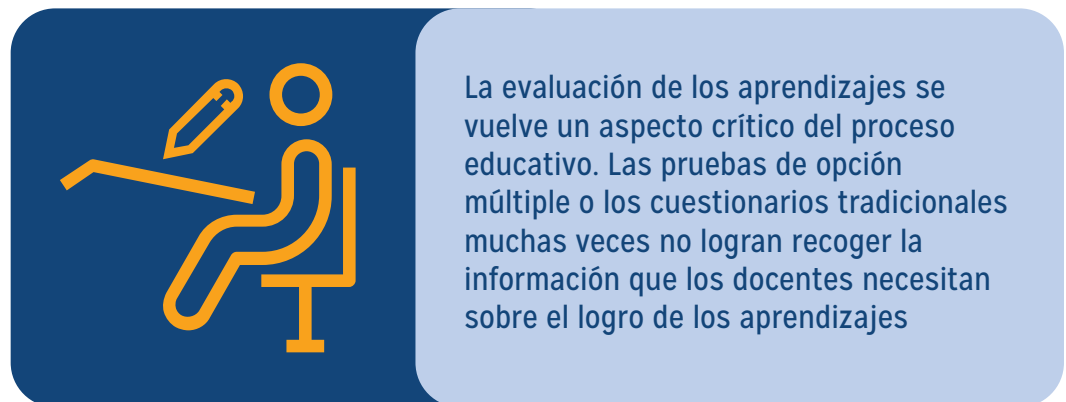 La evaluación de los aprendizajes se
vuelve un aspecto crítico del proceso
educativo. Las pruebas de opción
múltiple o los cuestionarios tradicionales
muchas veces no logran recoger la
información que los docentes necesitan
sobre el logro de los aprendizajes